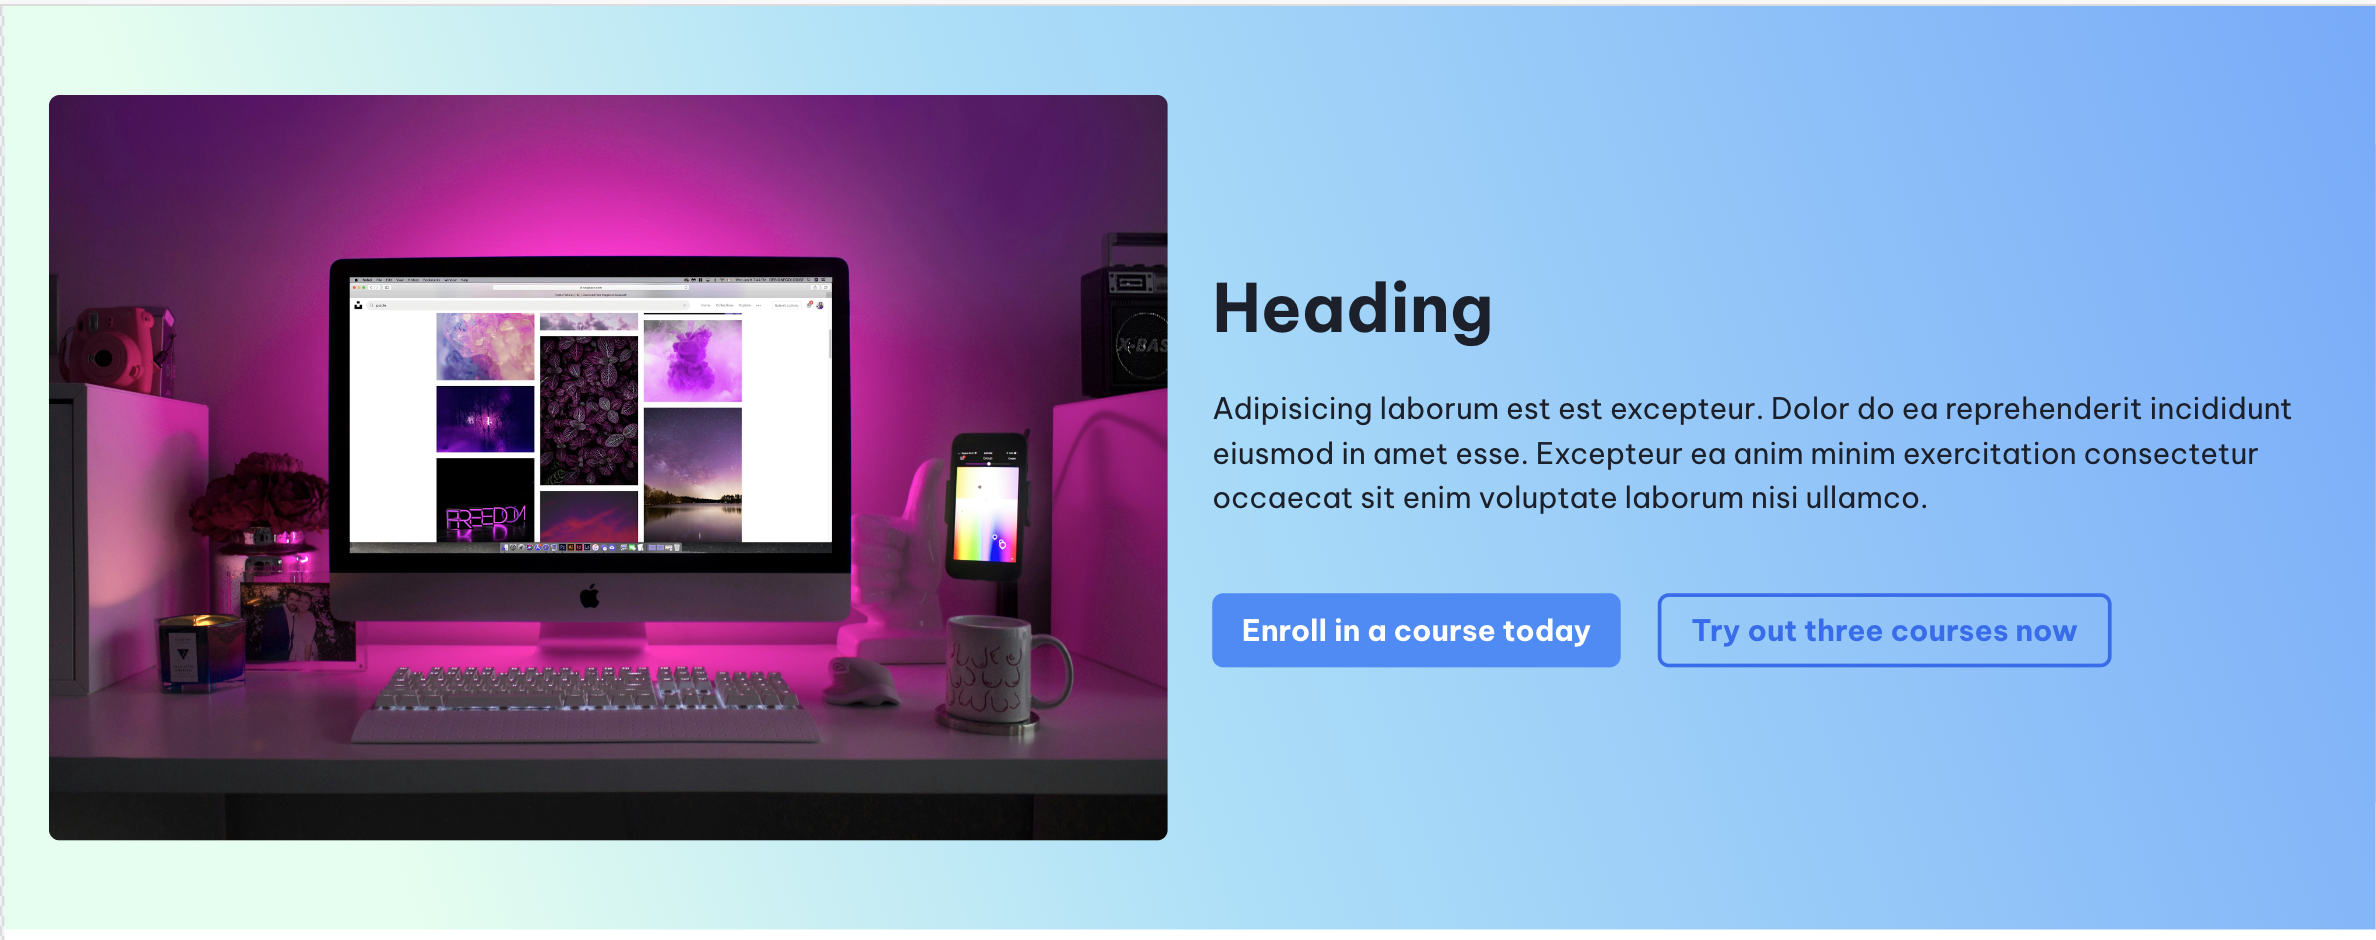 purple
FREEDOM
X-BAS
Heading
Adipisicing laborum est est excepteur. Dolor do ea reprehenderit incididunt
eiusmod in amet esse. Excepteur ea anim minim exercitation consectetur
occaecat sit enim voluptate laborum nisi ullamco.
Enroll in a course today
Try out three courses now